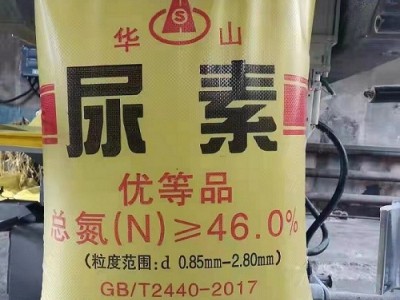 华 山
尿素
优等品
总氮(N)≥46.0%
(粒度范围:d 0.85mm-2.80mm)
GB/T2440-2017